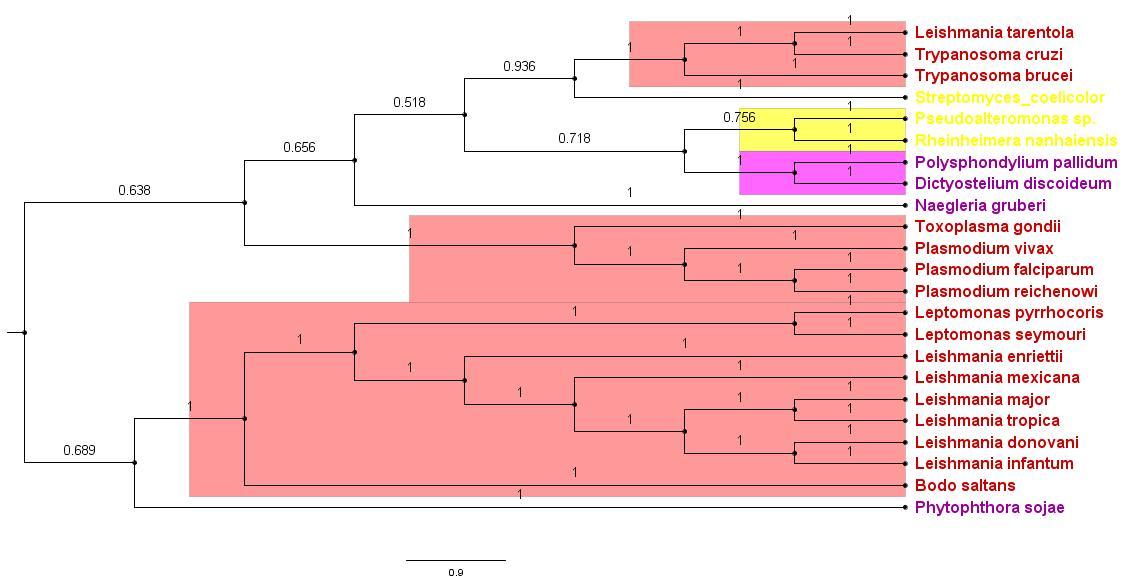 1
Leishmania tarentola
1
1
Trypanosoma cruzi
1
1
Trypanosoma brucei
0.936
1
Streptomyces_coelicolor
0.518
1
Pseudoalteromonas sp.
0.756
1
Rheinheimera nanhaiensis
0.718
1
0.656
1
Polysphondylium pallidum
1
Dictyostelium discoideum
0.638
1
Naegleria gruberi
1
Toxoplasma gondii
1
1
Plasmodium vivax
1
1
Plasmodium falciparum
1
1
Plasmodium reichenowi
1
1
Leptomonas pyrrhocoris
1
Leptomonas seymouri
1
1
Leishmania enriettii
1
1
Leishmania mexicana
1
1
1
Leishmania major
1
1
1
Leishmania tropica
1
1
1
Leishmania donovani
0.689
1
Leishmania infantum
1
Bodo saltans
1
Phytophthora sojae
0.9